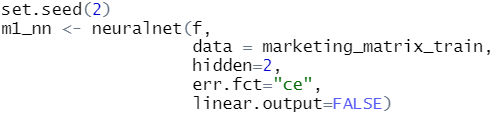 set.seed(2)
m1_nn <- neuralnet(f,
data = marketing_matrix_train,
hidden=2,
err.fct="ce",
linear.output=FALSE)